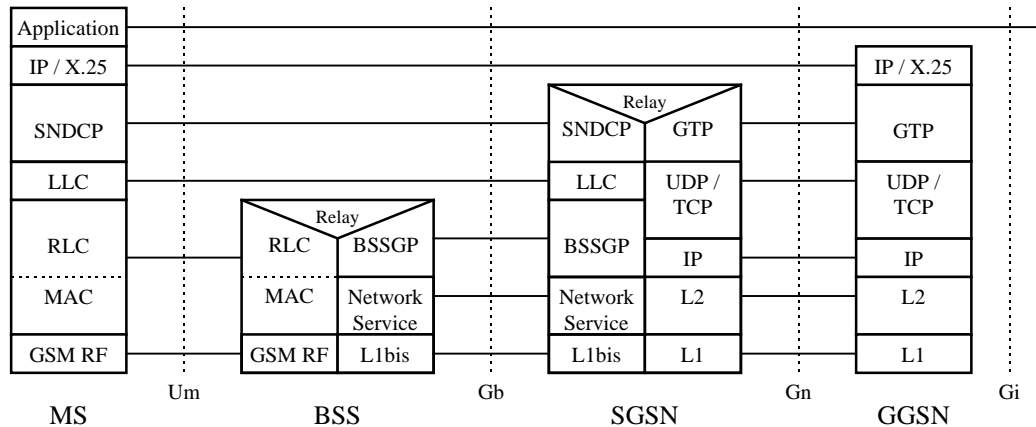 Application
IP / X.25
IP / X.25
Relay
SNDCP
SNDCP
GTP
GTP
LLC
LLC
UDP /
TCP
UDP /
TCP
Relay
RLC
RLC
BSSGP
BSSGP
IP
IP
MAC
MAC
Network
Service
Network
Service
L2
L2
GSM RF
GSM RF
L1bis
L1bis
L1
L1
Um
Gb
Gn
Gi
MS
BSS
SGSN
GGSN